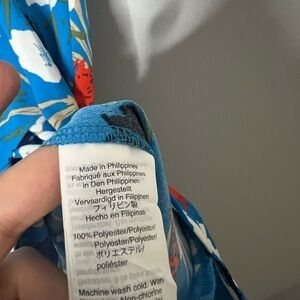 Made in Philippines
Fabriqué aux Philippines
In Den Philippinen
Hergestellt
Vervaardigd in Filipijnen
フィリピン製
Hecho en Filipinas
100%Polyester/Polyester/
Polyester/Polyester/
ポリエステル/
poliéster
Machine wash cold. With
Non-chlorine